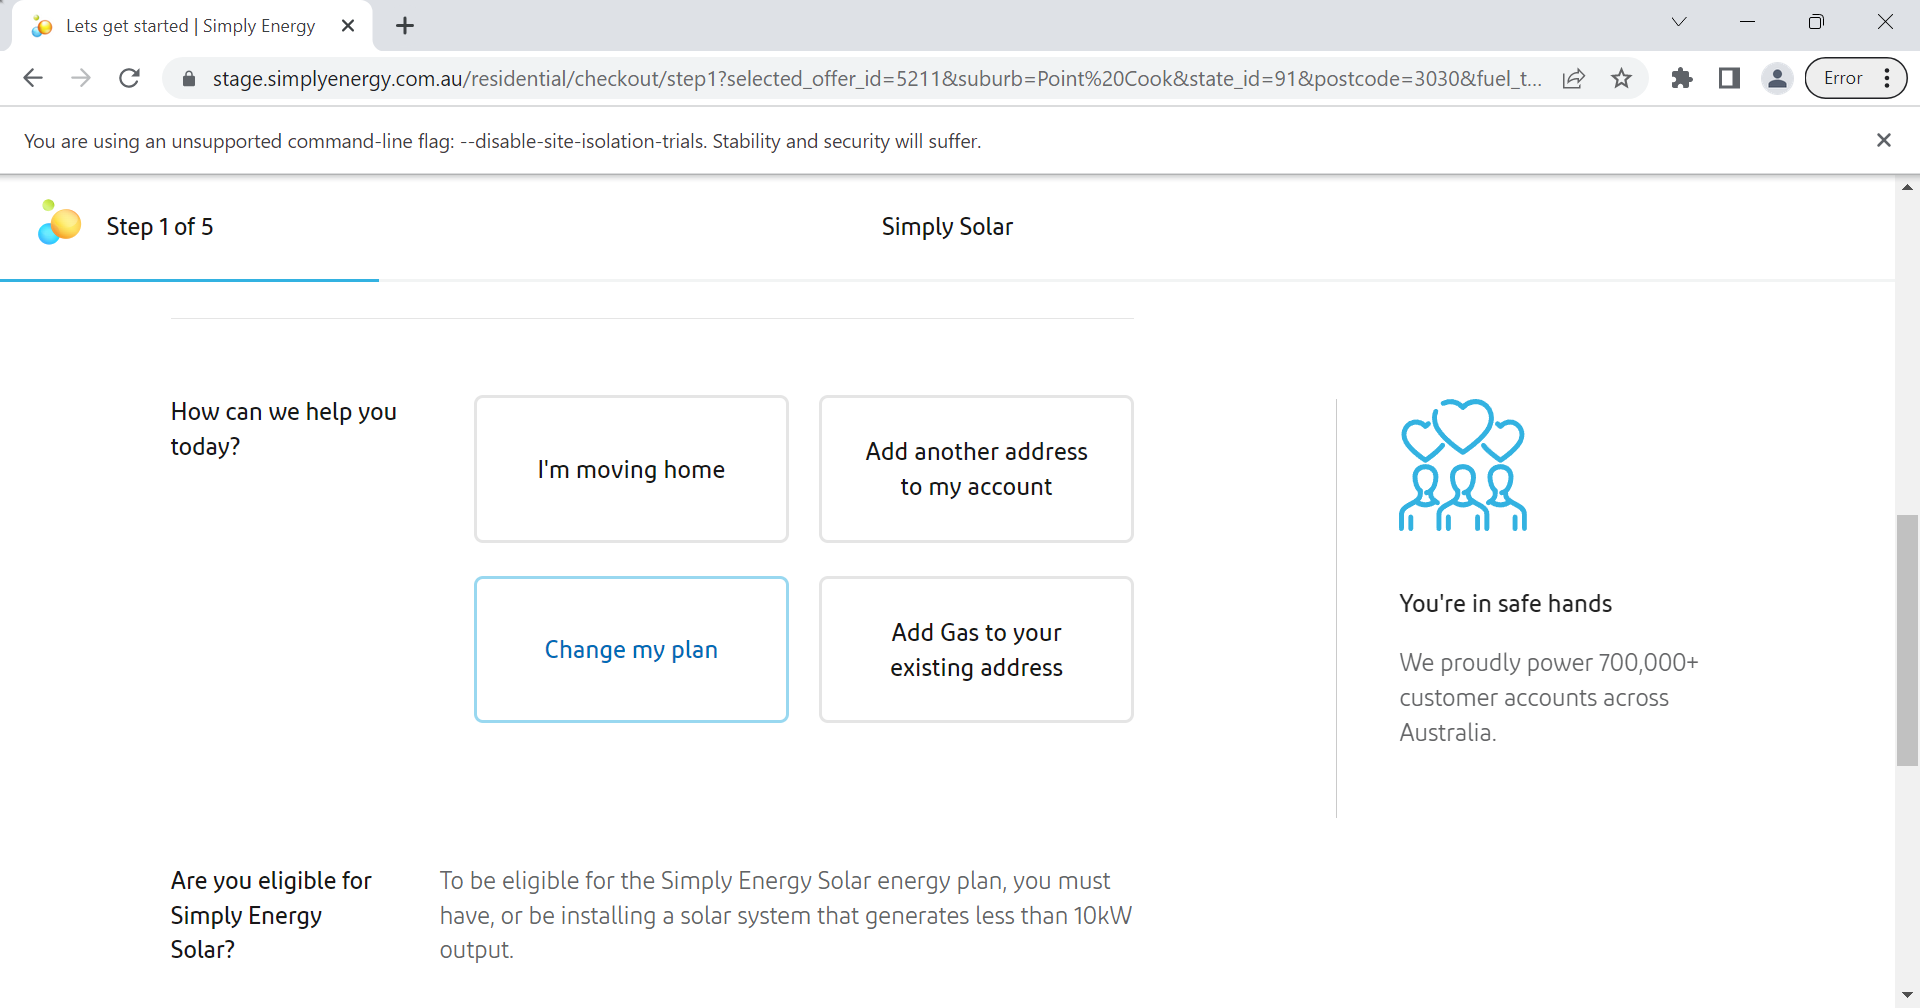 Lets get started | Simply Energy
stage.simplyenergy.com.au/residential/checkout/step1?selected_offer_id=5211&suburb=Point%20Cook&state_id=91&postcode=3030&fuel_t...
Error
You are using an unsupported command-line flag: --disable-site-isolation-trials. Stability and security will suffer.
Step 1 of 5
Simply Solar
How can we help you
today?
I'm moving home
Add another address
to my account
Change my plan
Add Gas to your
existing address
You're in safe hands
We proudly power 700,000+
customer accounts across
Australia.
Are you eligible for
Simply Energy
Solar?
To be eligible for the Simply Energy Solar energy plan, you must
have, or be installing a solar system that generates less than 10kW
output.